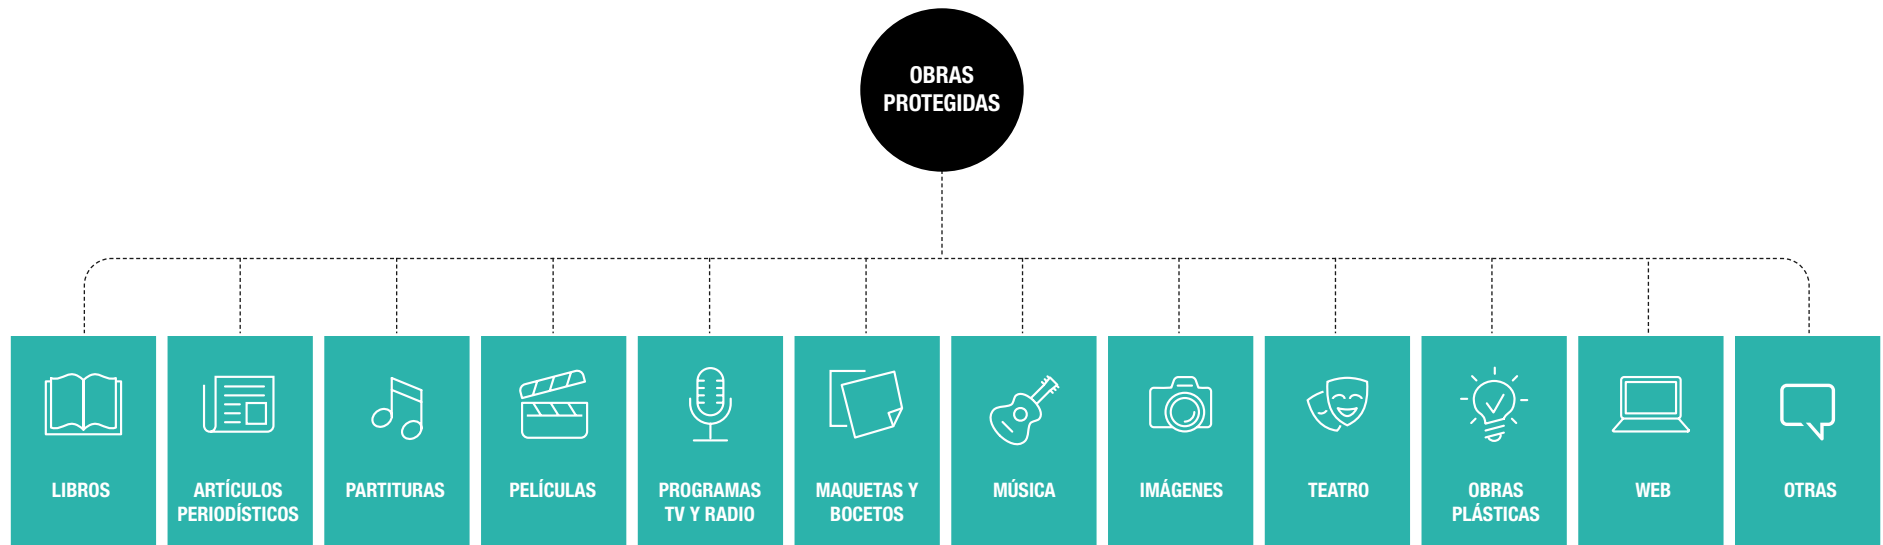 OBRAS
PROTEGIDAS
LIBROS
ARTÍCULOS
PERIODÍSTICOS
PARTITURAS
PELÍCULAS
PROGRAMAS
TV Y RADIO
MAQUETAS Y
BOCETOS
MÚSICA
IMÁGENES
TEATRO
OBRAS
PLÁSTICAS
WEB
OTRAS